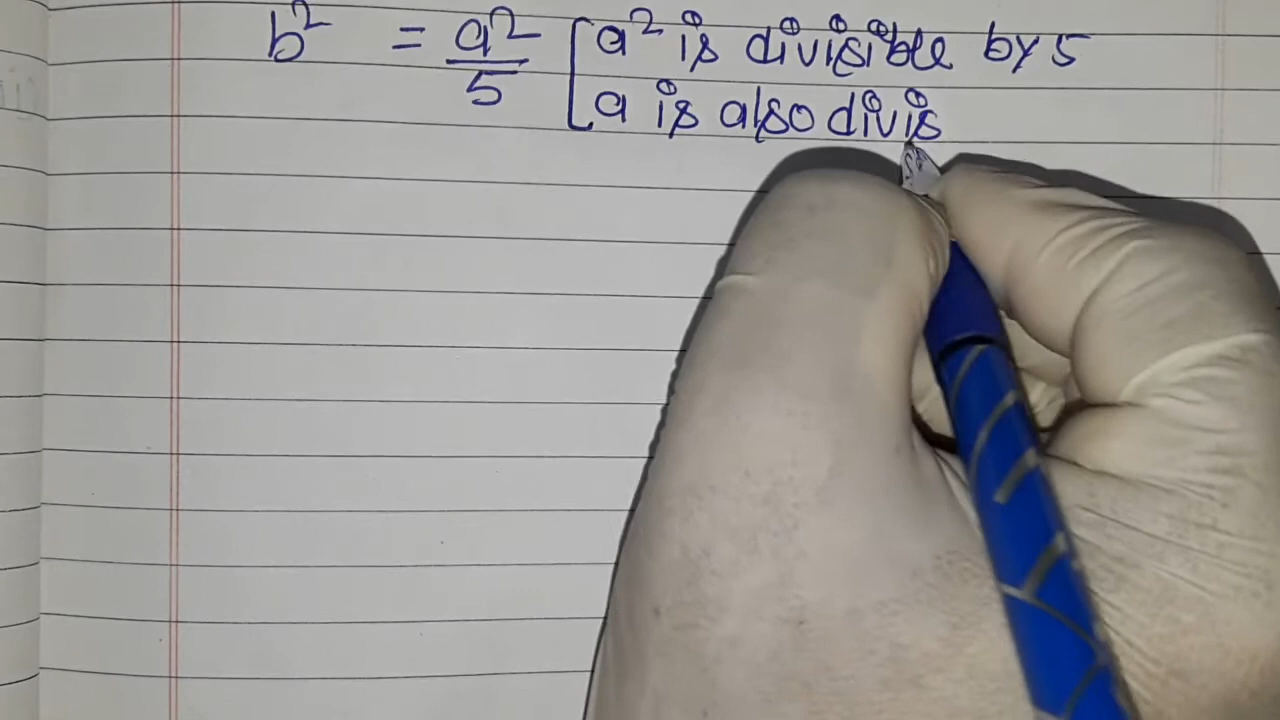 b² = a²/5 [a² is divisible by 5
[a is also divis